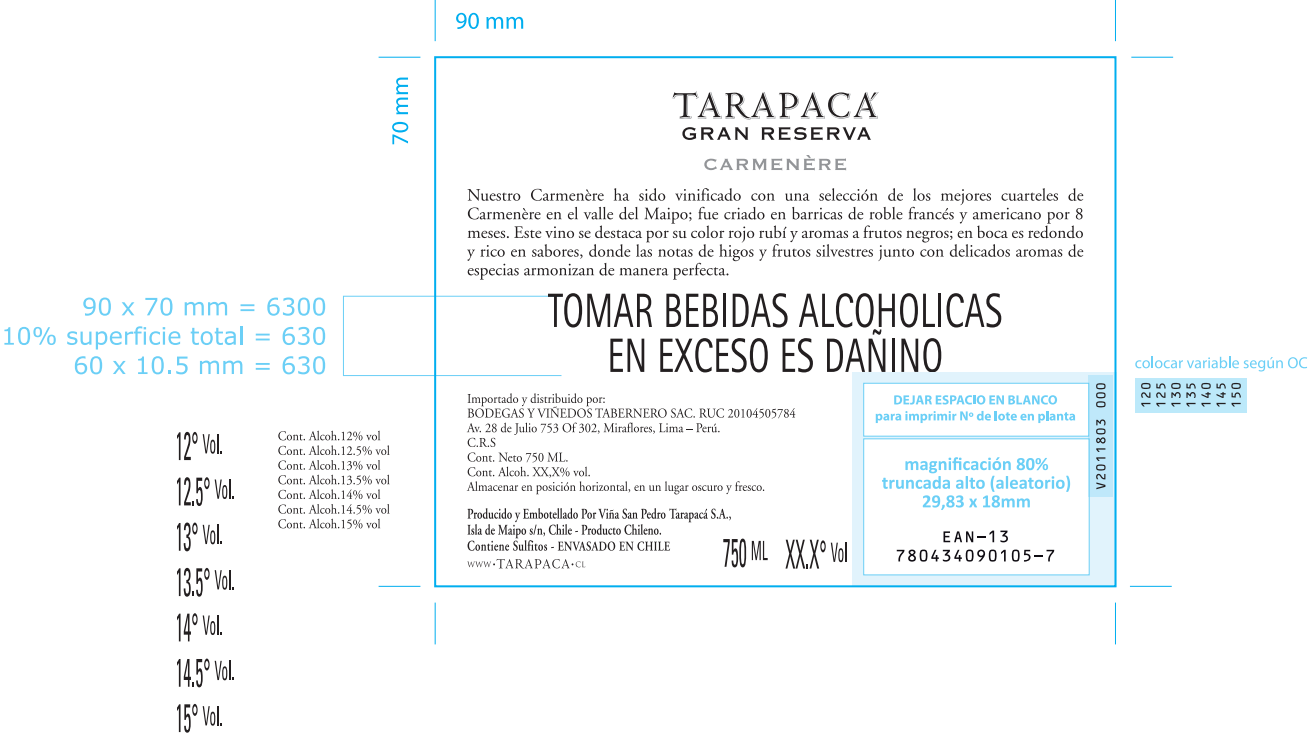 90 mm
70 mm
TARAPACÁ
GRAN RESERVA
CARMENÈRE
Nuestro Carmenère ha sido vinificado con una selección de los mejores cuarteles de
Carmenère en el valle del Maipo; fue criado en barricas de roble francés y americano por 8
meses. Este vino se destaca por su color rojo rubí y aromas a frutos negros; en boca es redondo
y rico en sabores, donde las notas de higos y frutos silvestres junto con delicados aromas de
especias armonizan de manera perfecta.
90 x 70 mm = 6300
10% superficie total = 630
60 x 10.5 mm = 630
TOMAR BEBIDAS ALCOHOLICAS
EN EXCESO ES DAÑINO
Importado y distribuido por:
BODEGAS Y VIÑEDOS TABERNERO SAC. RUC 20104505784
Av. 28 de Julio 753 Of 302, Miraflores, Lima – Perú.
C.R.S
Cont. Neto 750 ML.
Cont. Alcoh. XX,X% vol.
Almacenar en posición horizontal, en un lugar oscuro y fresco.
Producido y Embotellado Por Viña San Pedro Tarapacá S.A.,
Isla de Maipo s/n, Chile - Producto Chileno.
Contiene Sulfitos - ENVASADO EN CHILE
WWW•TARAPACA•CL
750 ML XX.X° Vol
DEJAR ESPACIO EN BLANCO
para imprimir Nº de lote en planta
magnificación 80%
truncada alto (aleatorio)
29,83 x 18mm
EAN-13
780434090105-7
V2011803 000
colocar variable según OC
120
125
130
135
140
145
150
12° Vol.
12.5° Vol.
13° Vol.
13.5° Vol.
14° Vol.
14.5° Vol.
15° Vol.
Cont. Alcoh.12% vol
Cont. Alcoh.12.5% vol
Cont. Alcoh.13% vol
Cont. Alcoh.13.5% vol
Cont. Alcoh.14% vol
Cont. Alcoh.14.5% vol
Cont. Alcoh.15% vol